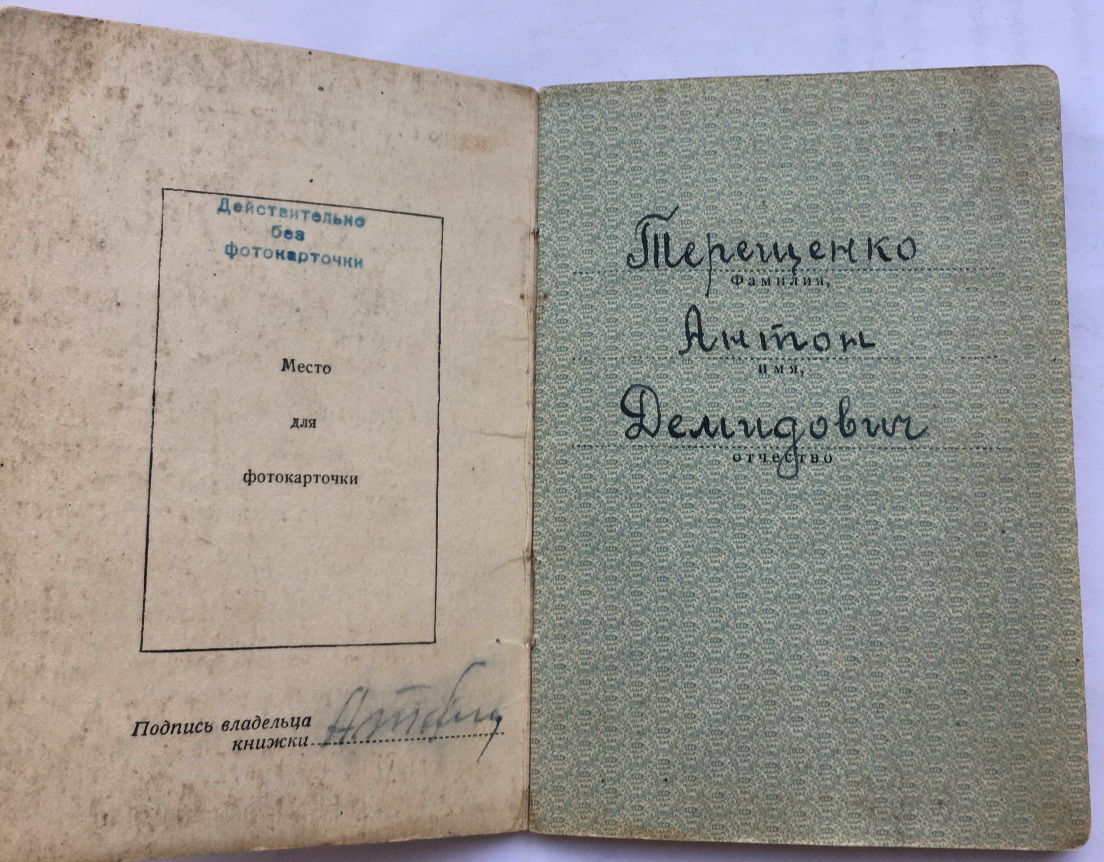 Действительно
без
фотокарточки
Место
для
фотокарточки
Подпись владельца
книжки
Терещенко
Фамилия,
Антон
имя,
Демидович
отчество